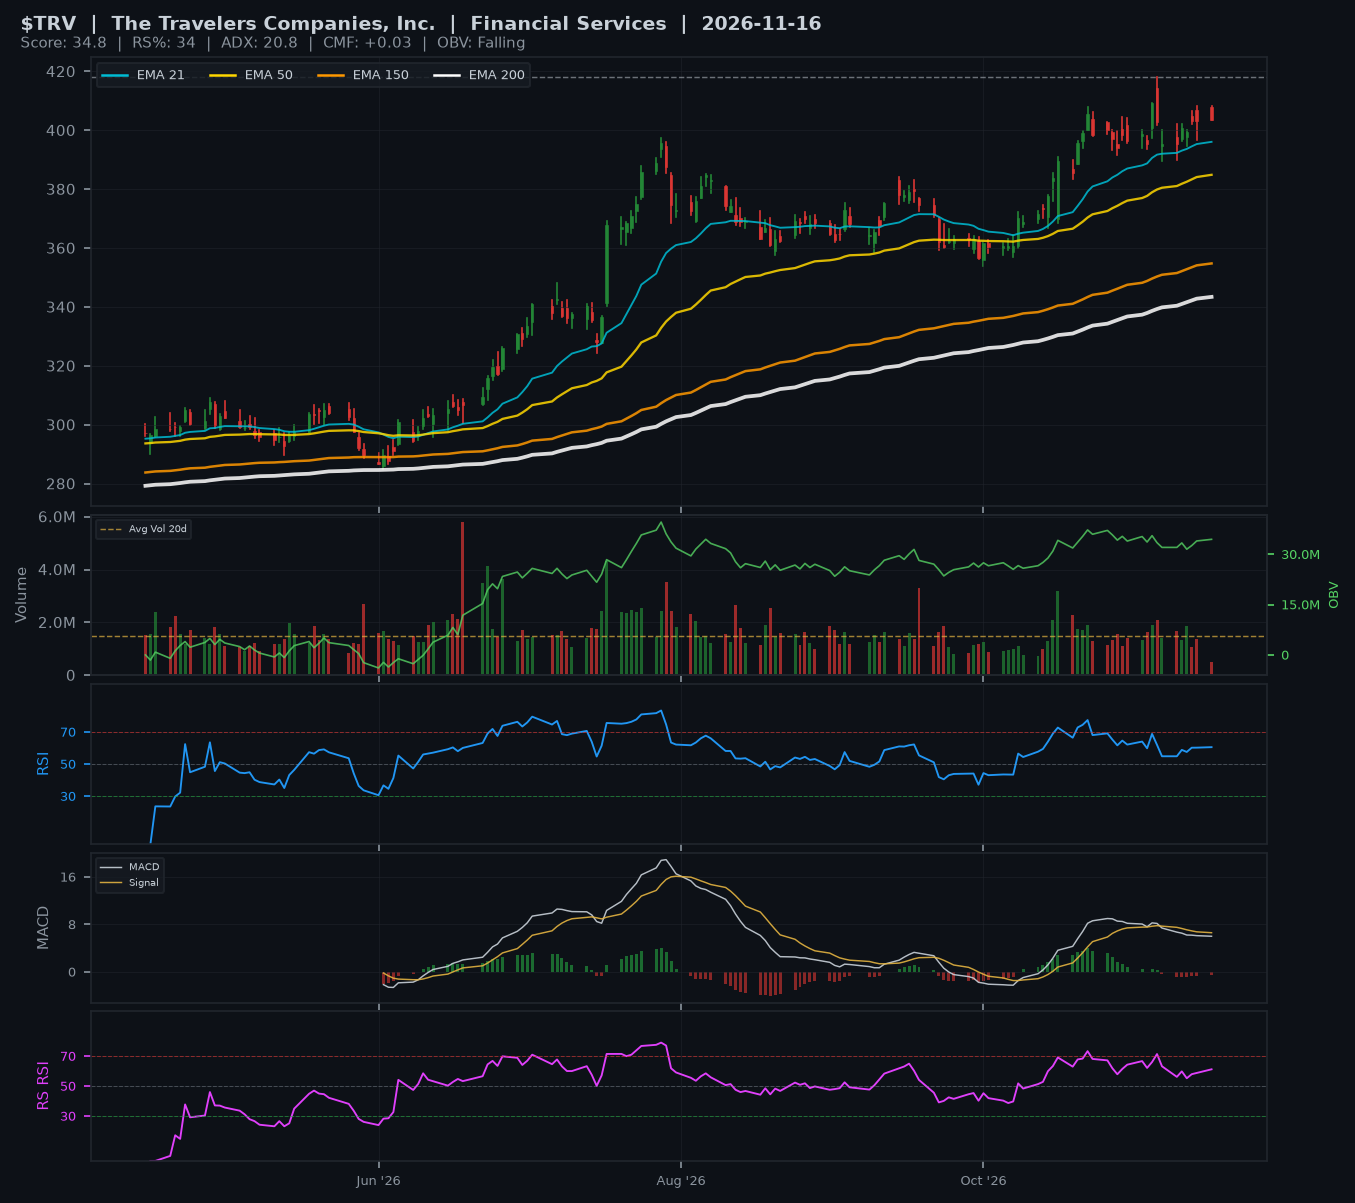 $TRV | The Travelers Companies, Inc. | Financial Services | 2026-11-16
Score: 34.8 | RS%: 34 | ADX: 20.8 | CMF: +0.03 | OBV: Falling
EMA 21 EMA 50 EMA 150 EMA 200
420
400
380
360
340
320
300
280
Avg Vol 20d
6.0M
4.0M
2.0M
0
Volume
30.0M
15.0M
0
OBV
70
50
30
RSI
MACD
Signal
16
8
0
MACD
70
50
30
RS RSI
Jun '26 Aug '26 Oct '26